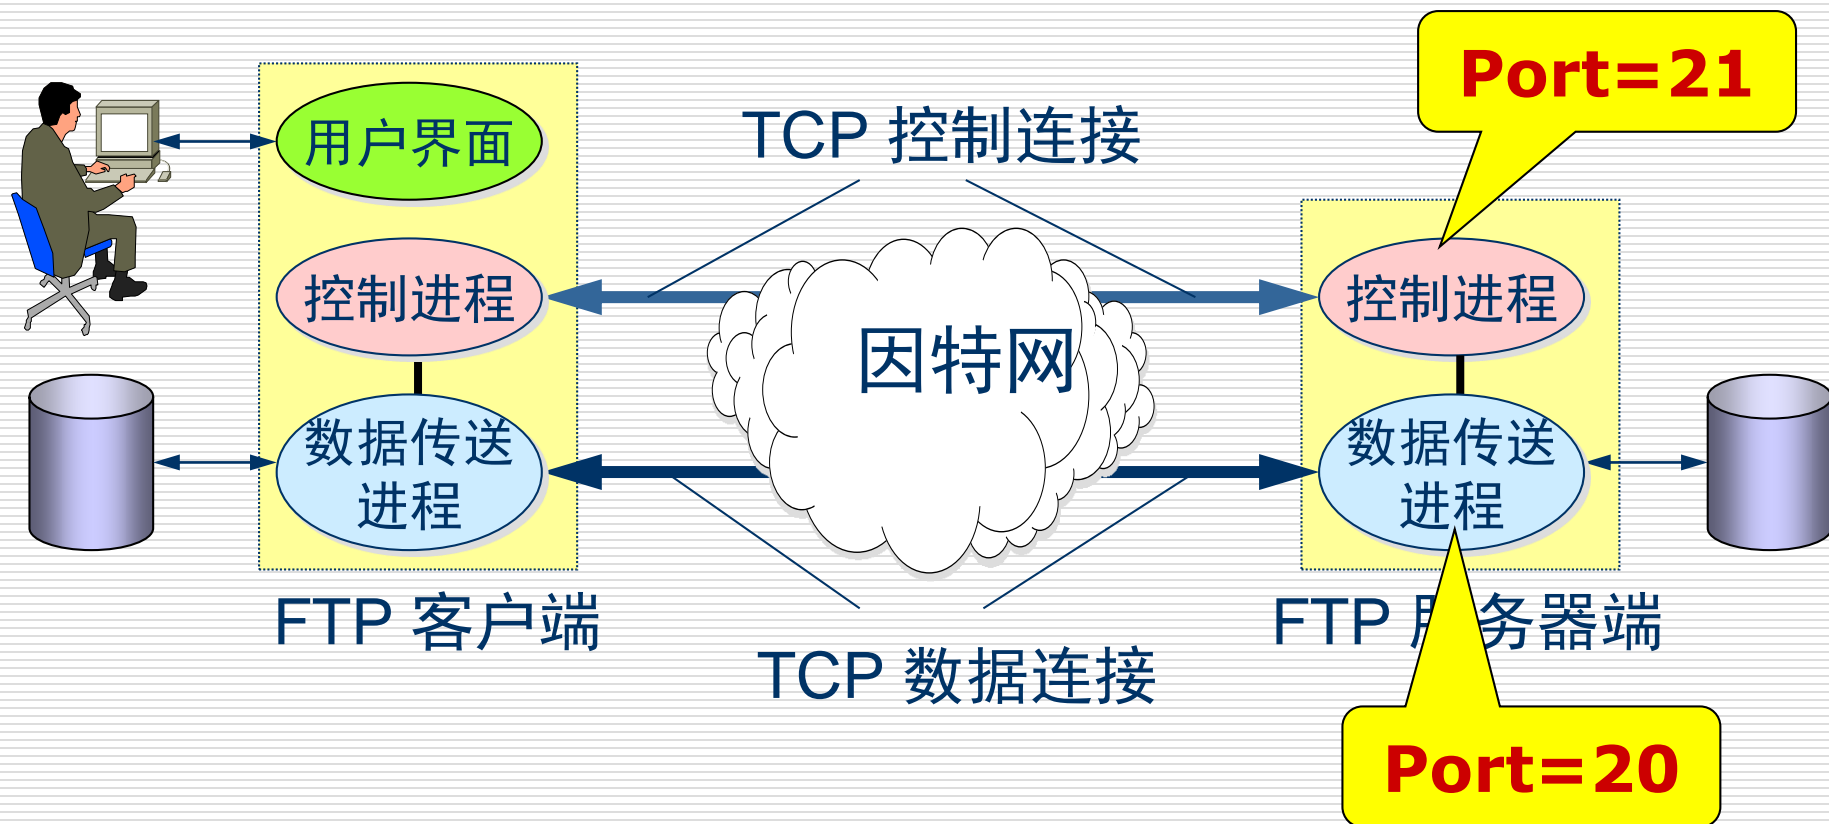 Port=21
TCP 控制连接
用户界面
控制进程
因特网
控制进程
数据传送
进程
数据传送
进程
FTP 客户端
FTP 服务器端
TCP 数据连接
Port=20